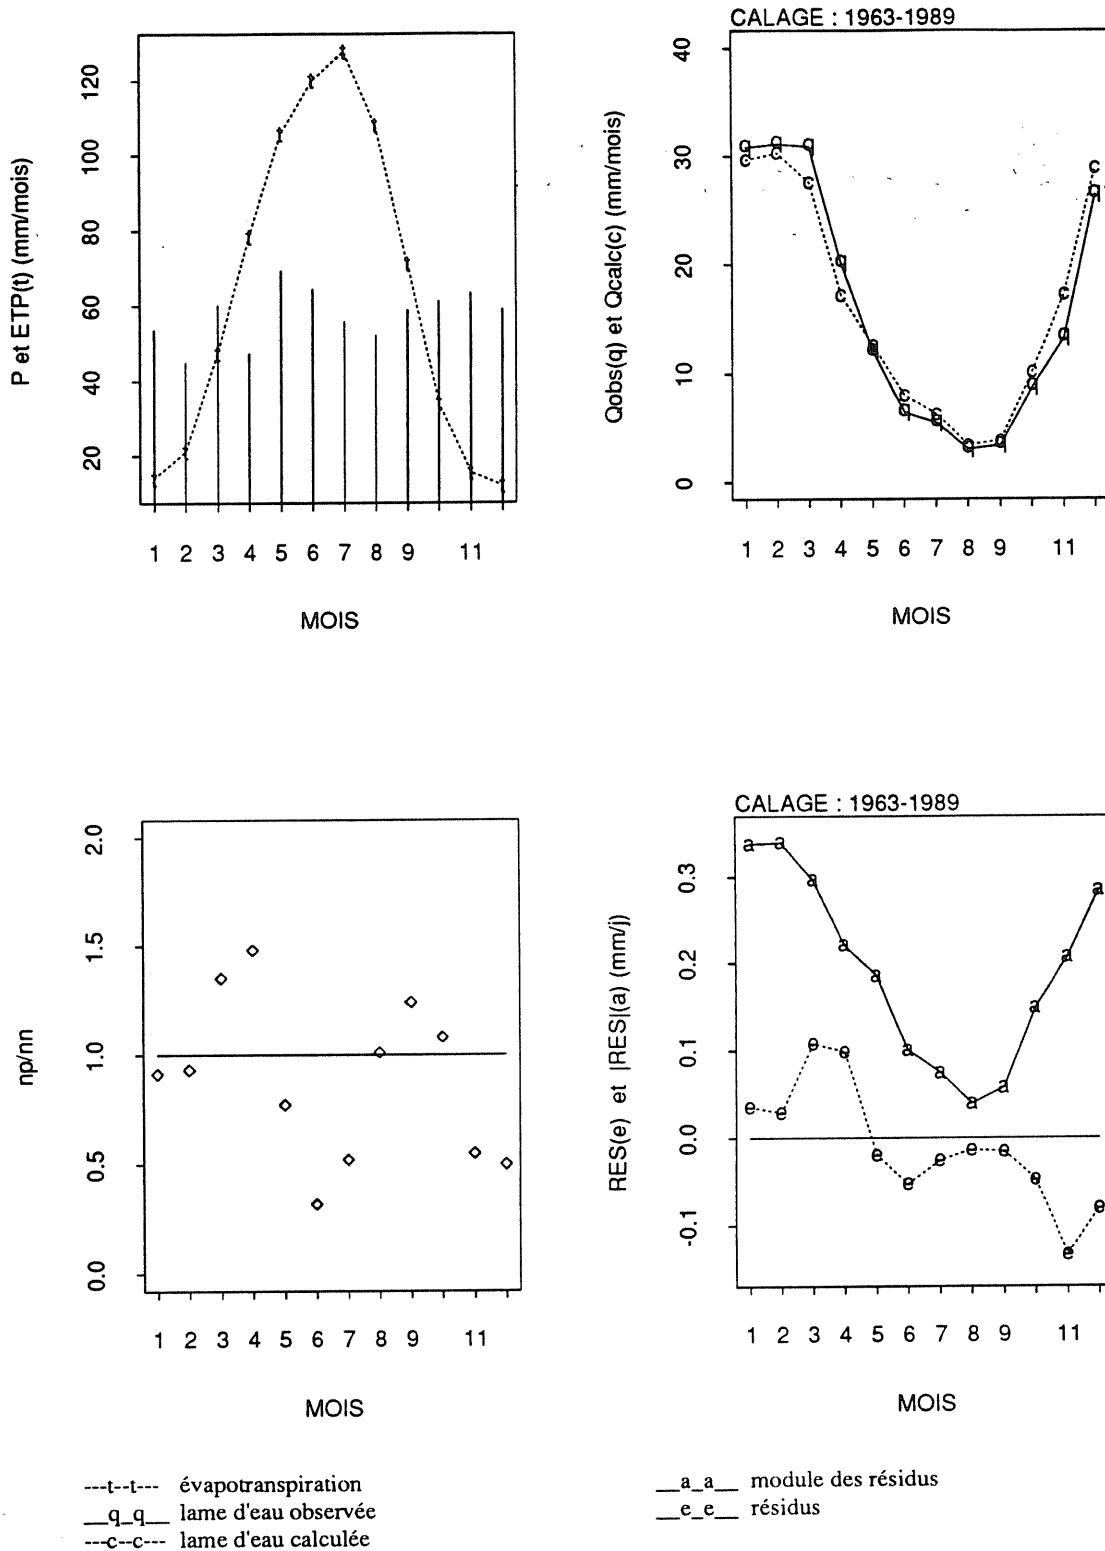 P et ETP(t) (mm/mois)
120
100
80
60
40
20
1 2 3 4 5 6 7 8 9 11
MOIS
CALAGE : 1963-1989
Qobs(q) et Qcalc(c) (mm/mois)
40
30
20
10
0
1 2 3 4 5 6 7 8 9 11
MOIS
np/nn
2.0
1.5
1.0
0.5
0.0
1 2 3 4 5 6 7 8 9 11
MOIS
CALAGE : 1963-1989
RES(e) et |RES|(a) (mm/j)
0.3
0.2
0.1
0.0
-0.1
1 2 3 4 5 6 7 8 9 11
MOIS
---t--t--- évapotranspiration
__q_q__ lame d'eau observée
---c--c--- lame d'eau calculée
__a_a__ module des résidus
__e_e__ résidus